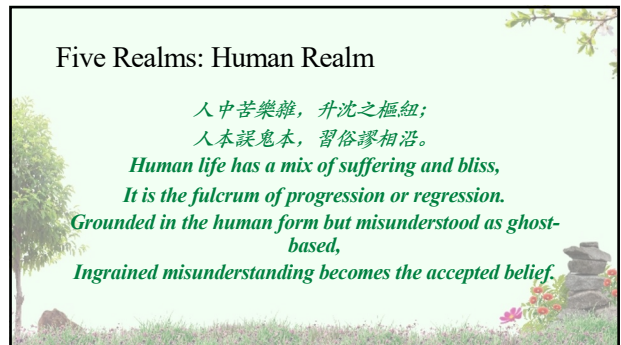 Five Realms: Human Realm
人中苦樂雜，升沈之樞紐；
人本誤鬼本，習俗謬相沿。
Human life has a mix of suffering and bliss,
It is the fulcrum of progression or regression.
Grounded in the human form but misunderstood as ghost-
based,
Ingrained misunderstanding becomes the accepted belief.